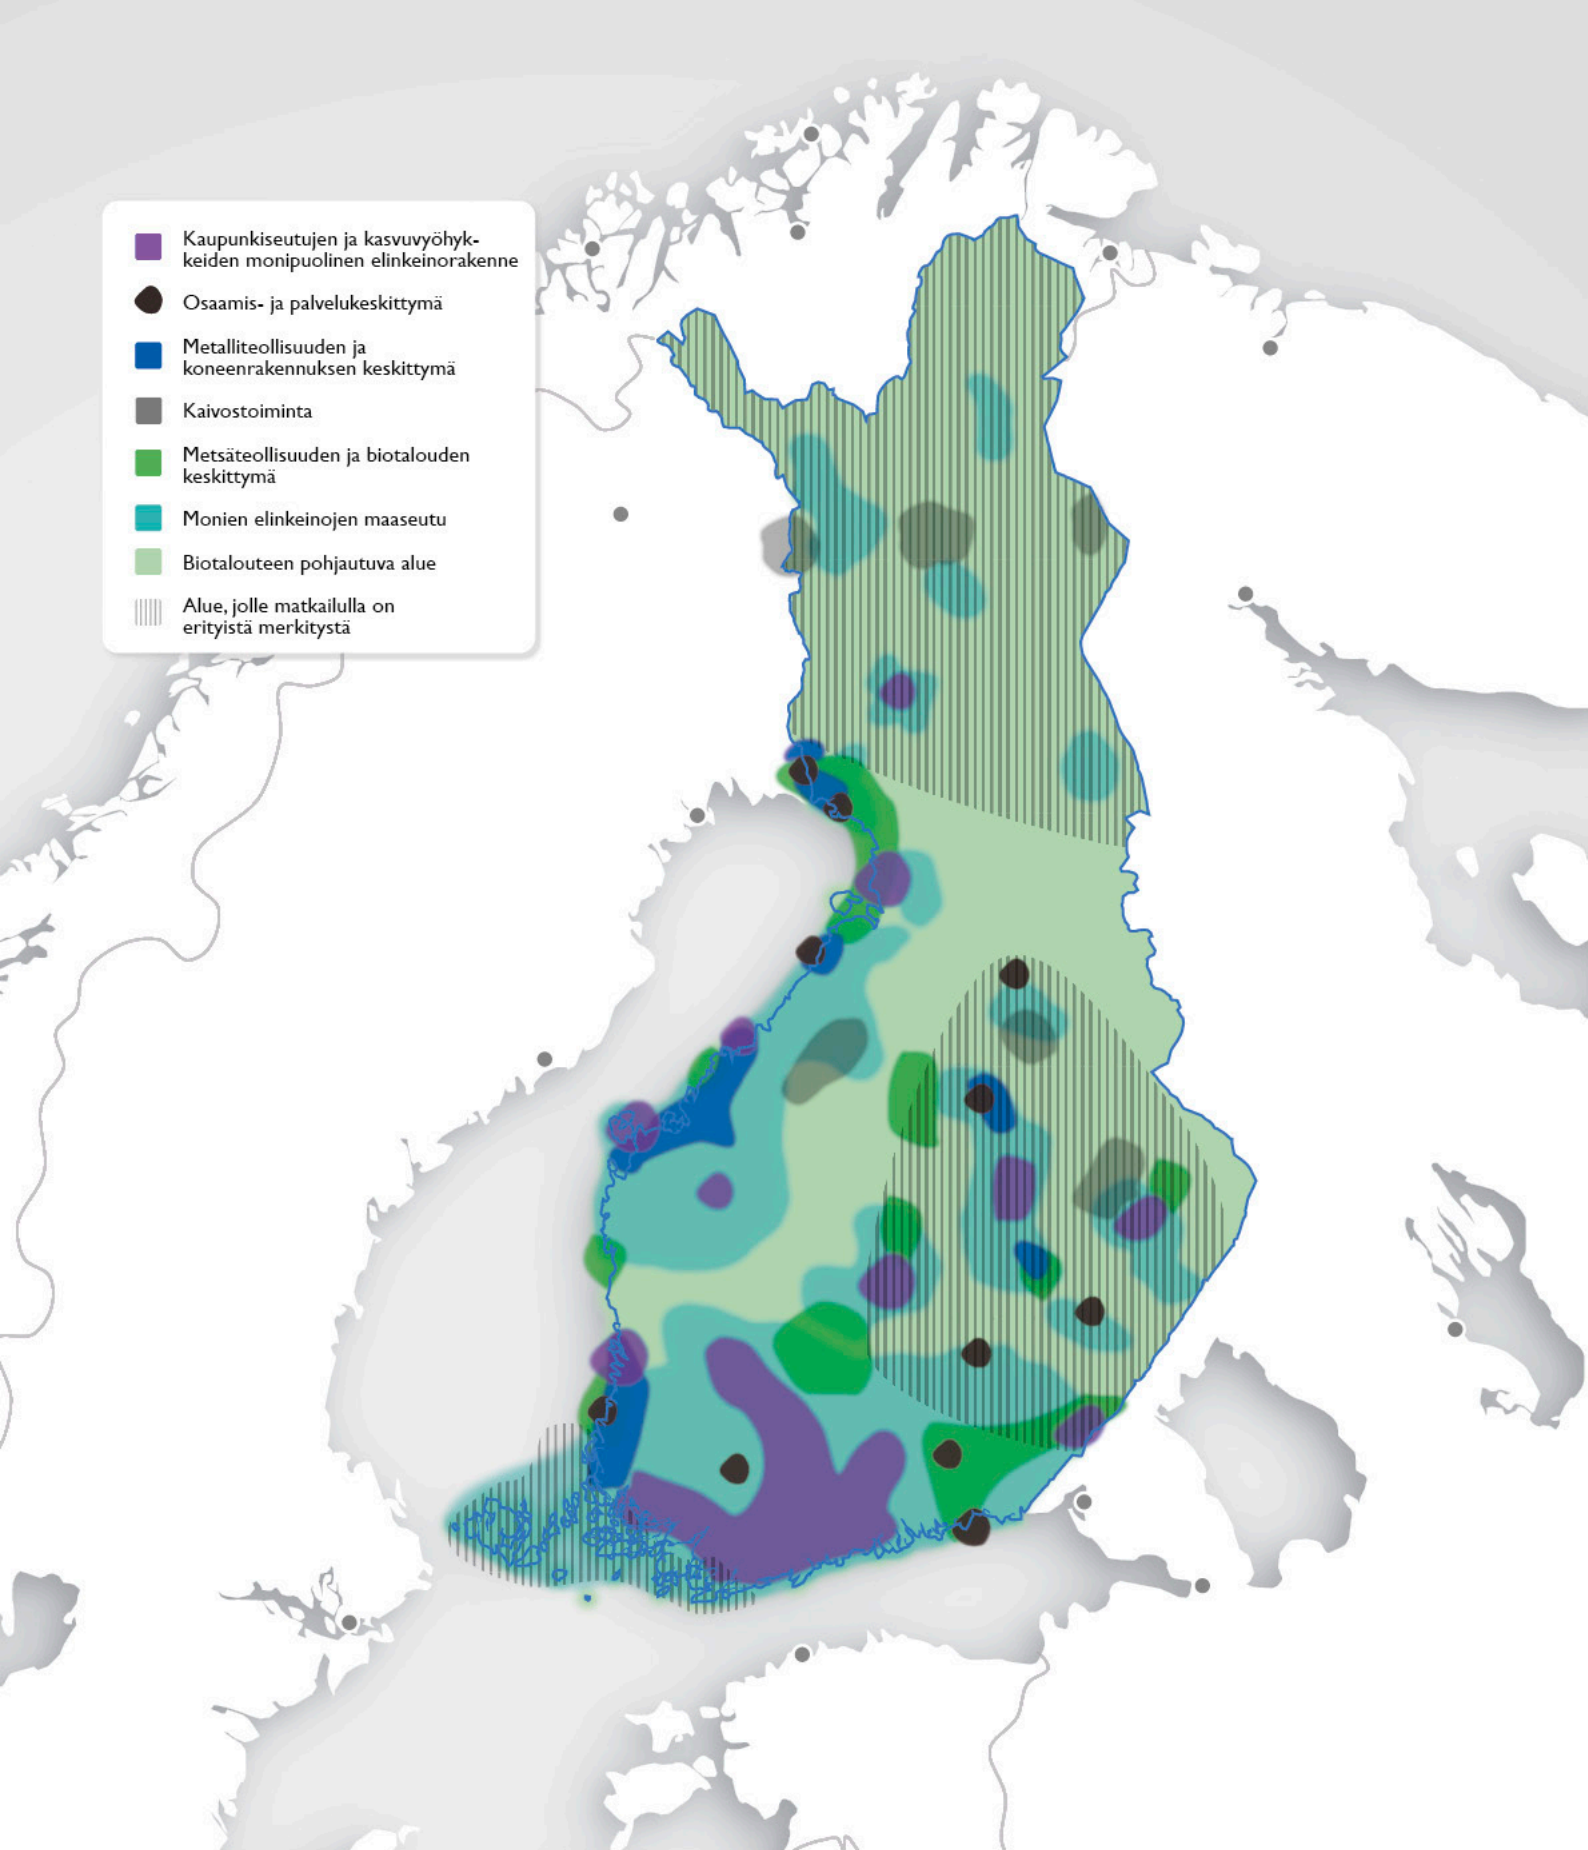 Kaupunkiseutujen ja kasvuvyöhyk-
keiden monipuolinen elinkeinorakenne
Osaamis- ja palvelukeskittymä
Metalliteollisuuden ja
koneenrakennuksen keskittymä
Kaivostoiminta
Metsäteollisuuden ja biotalouden
keskittymä
Monien elinkeinojen maaseutu
Biotalouteen pohjautuva alue
Alue, jolle matkailulla on
erityistä merkitystä